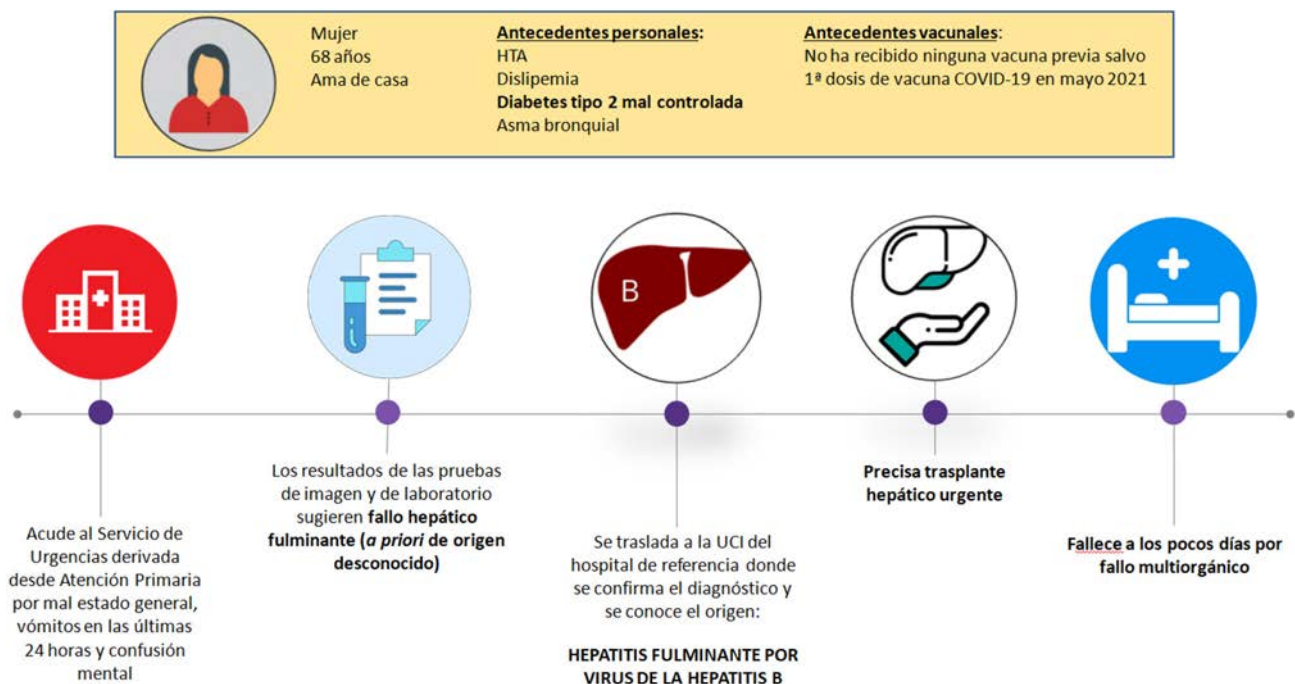 Mujer
68 años
Ama de casa
Antecedentes personales:
HTA
Dislipemia
Diabetes tipo 2 mal controlada
Asma bronquial
Antecedentes vacunales:
No ha recibido ninguna vacuna previa salvo
1ª dosis de vacuna COVID-19 en mayo 2021
B
Acude al Servicio de
Urgencias derivada
desde Atención Primaria
por mal estado general,
vómitos en las últimas
24 horas y confusión
mental
Los resultados de las pruebas
de imagen y de laboratorio
sugieren fallo hepático
fulminante (a priori de origen
desconocido)
Se traslada a la UCI del
hospital de referencia donde
se confirma el diagnóstico y
se conoce el origen:
HEPATITIS FULMINANTE POR
VIRUS DE LA HEPATITIS B
Precisa trasplante
hepático urgente
Fallece a los pocos días por
fallo multiorgánico